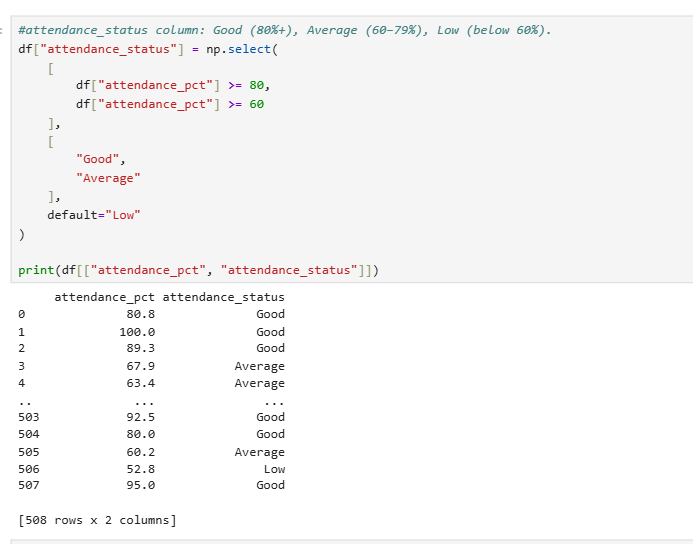 #attendance_status column: Good (80%+), Average (60–79%), Low (below 60%).
df["attendance_status"] = np.select(
    [
        df["attendance_pct"] >= 80,
        df["attendance_pct"] >= 60
    ],
    [
        "Good",
        "Average"
    ],
    default="Low"
)
print(df[["attendance_pct", "attendance_status"]])
     attendance_pct attendance_status
0              80.8              Good
1             100.0              Good
2              89.3              Good
3              67.9           Average
4              63.4           Average
..              ...               ...
503            92.5              Good
504            80.0              Good
505            60.2           Average
506            52.8               Low
507            95.0              Good
[508 rows x 2 columns]